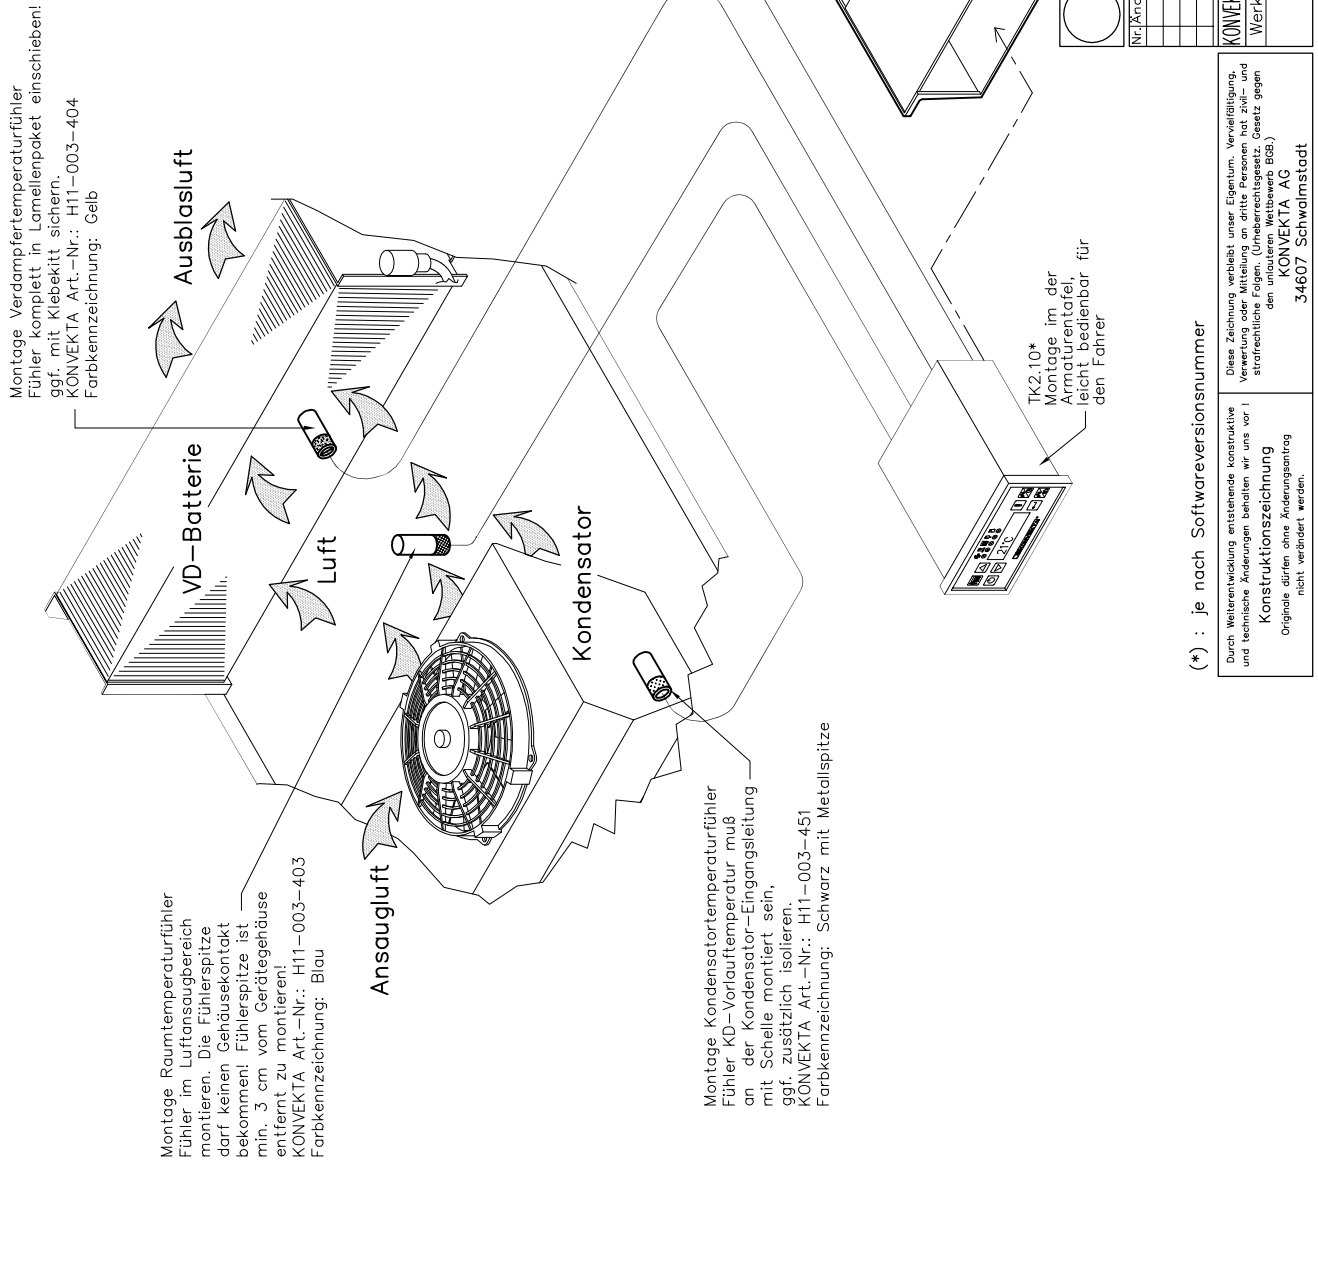 Montage Verdampfertemperaturfühler
Fühler komplett in Lamellenpaket einschieben!
ggf. mit Klebekitt sichern.
KONVEKTA Art.-Nr.: H11-003-404
Farbkennzeichnung: Gelb
Ausblasluft
VD-Batterie
Luft
Kondensator
Ansaugluft
Montage Raumtemperaturfühler
Fühler im Luftansaugbereich
montieren. Die Fühlerspitze
darf keinen Gehäusekontakt
bekommen! Fühlerspitze ist
min. 3 cm vom Gerätegehäuse
entfernt zu montieren!
KONVEKTA Art.-Nr.: H11-003-403
Farbkennzeichnung: Blau
Montage Kondensatortemperaturfühler
Fühler KD-Vorlauftemperatur muß
an der Kondensator-Eingangsleitung
mit Schelle montiert sein,
ggf. zusätzlich isolieren.
KONVEKTA Art.-Nr.: H11-003-451
Farbkennzeichnung: Schwarz mit Metallspitze
21°C
TK2.10*
Montage im der
Armaturentafel,
leicht bedienbar für
den Fahrer
(*) : je nach Softwareversionsnummer
Durch Weiterentwicklung entstehende konstruktive
und technische Änderungen behalten wir uns vor !
Konstruktionszeichnung
Originale dürfen ohne Änderungsantrag
nicht verändert werden.
Diese Zeichnung verbleibt unser Eigentum. Vervielfältigung,
Verwertung oder Mitteilung an dritte Personen hat zivil- und
strafrechtliche Folgen. (Urheberrechtsgesetz. Gesetz gegen
den unlauteren Wettbewerb BGB.)
KONVEKTA AG
34607 Schwalmstadt
Nr.